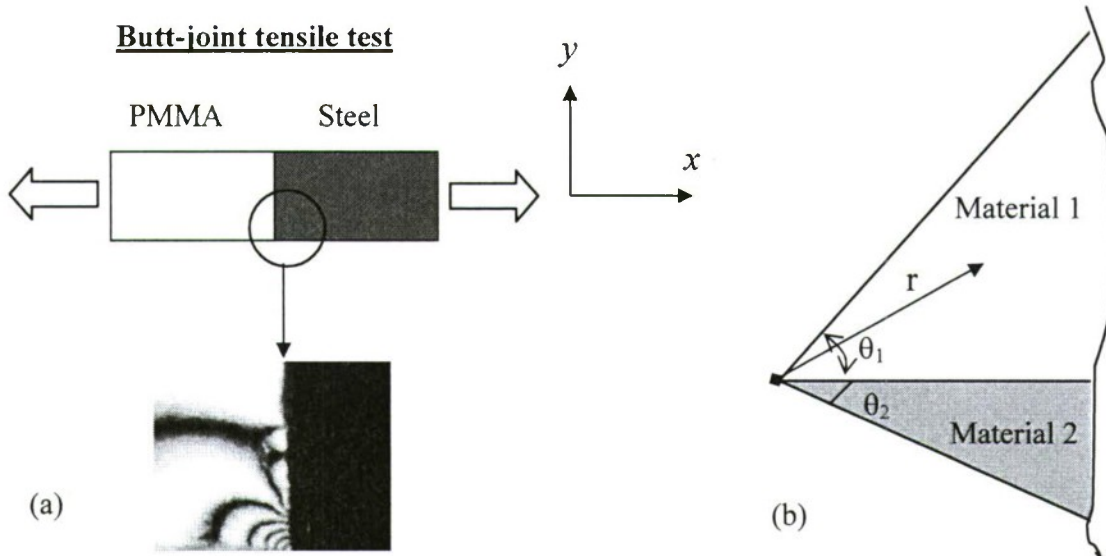 Butt-joint tensile test
PMMA
Steel
y
x
(a)
Material 1
r
θ1
θ2
Material 2
(b)